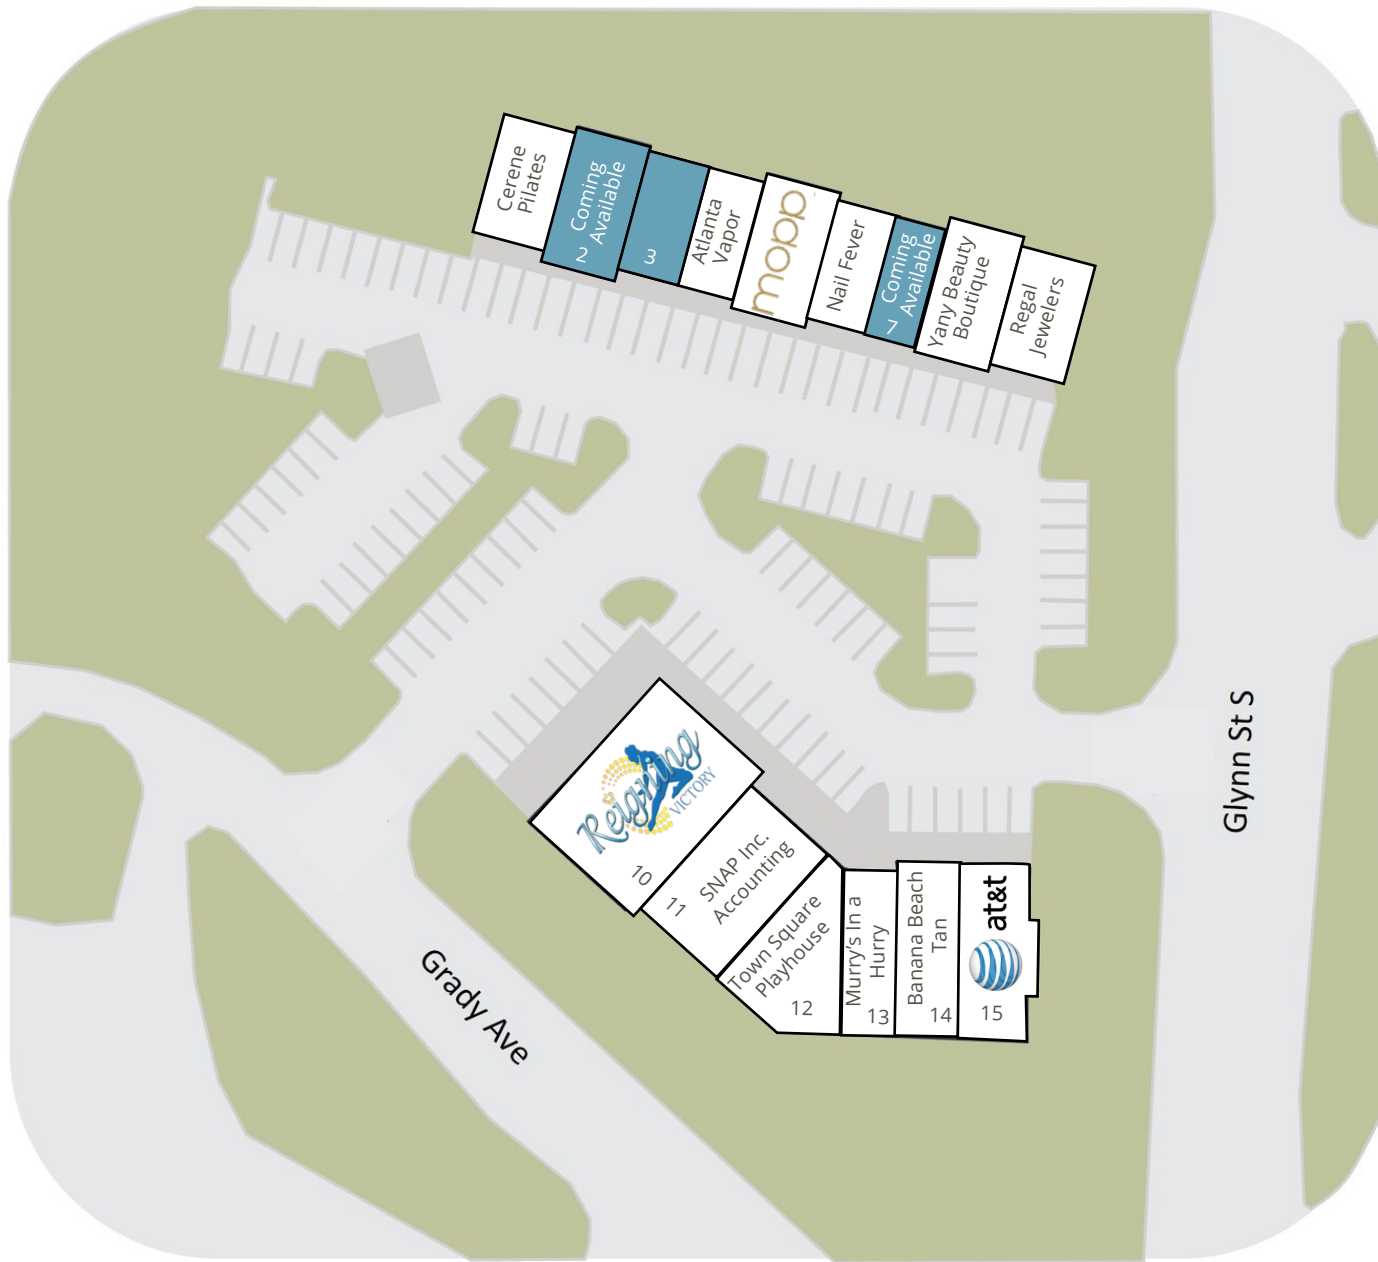 Cerene
Pilates
Coming
Available
2
3
Atlanta
Vapor
mopp
Nail Fever
Coming
Available
7
Yany Beauty
Boutique
Regal
Jewelers
Reigning
VICTORY
10
SNAP Inc.
Accounting
11
Town Square
Playhouse
12
Murry's In a
Hurry
13
Banana Beach
Tan
14
at&t
15
Grady Ave
Glynn St S